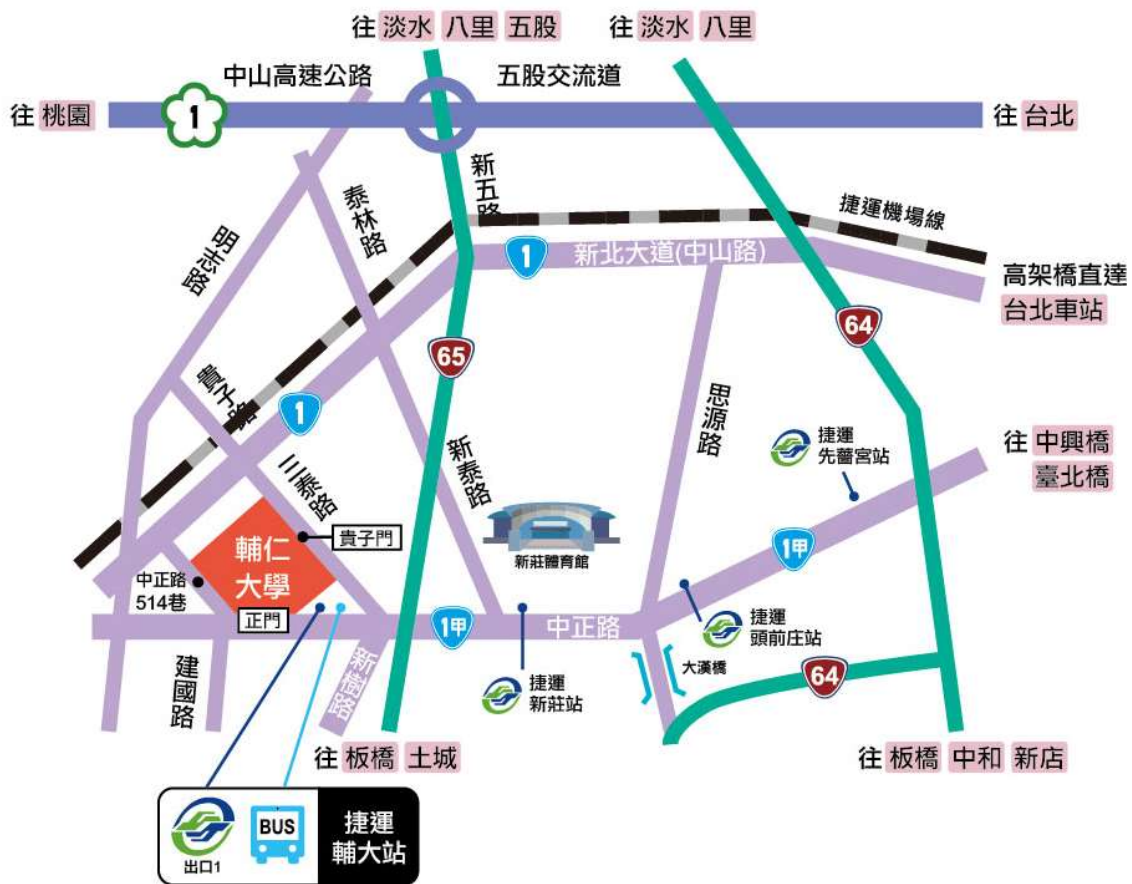 往 淡水 八里 五股
往 淡水 八里
中山高速公路
五股交流道
往 桃園
1
往 台北
新五路
泰林路
捷運機場線
明志路
1
新北大道(中山路)
高架橋直達
台北車站
64
65
貴子路
1
思源路
新泰路
捷運
先嗇宮站
往 中興橋
臺北橋
三泰路
輔仁
大學
貴子門
新莊體育館
1甲
中正路
514巷
正門
1甲
中正路
捷運
頭前庄站
建國路
新樹路
捷運
新莊站
大漢橋
64
往 板橋 土城
往 板橋 中和 新店
BUS
出口1
捷運
輔大站